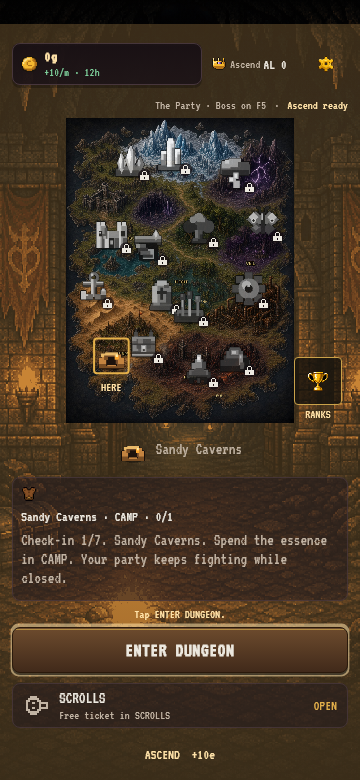 0g
+10/m · 12h
Ascend AL 0
The Party · Boss on F5 · Ascend ready
HERE
RANKS
Sandy Caverns
Sandy Caverns · CAMP · 0/1
Check-in 1/7. Sandy Caverns. Spend the essence
in CAMP. Your party keeps fighting while
closed.
Tap ENTER DUNGEON.
ENTER DUNGEON
SCROLLS
Free ticket in SCROLLS
OPEN
ASCEND +10e